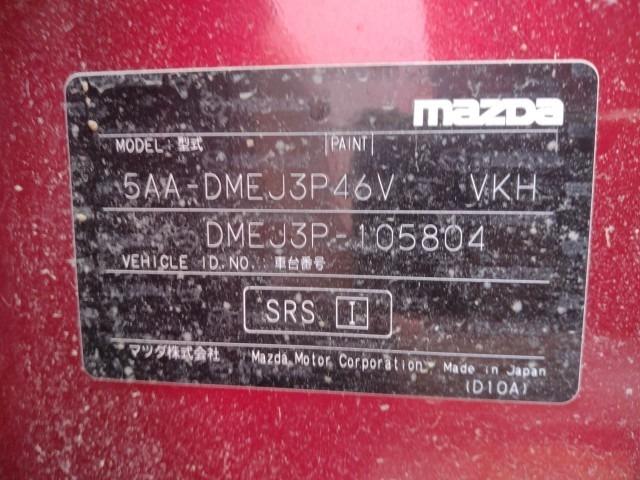 mazda
MODEL 型式 PAINT
5AA-DMEJ3P46V VKH
DMEJ3P-105804
VEHICLE ID.NO. 車台番号
SRS I
マツダ株式会社 Mazda Motor Corporation Made in Japan
(D10A)